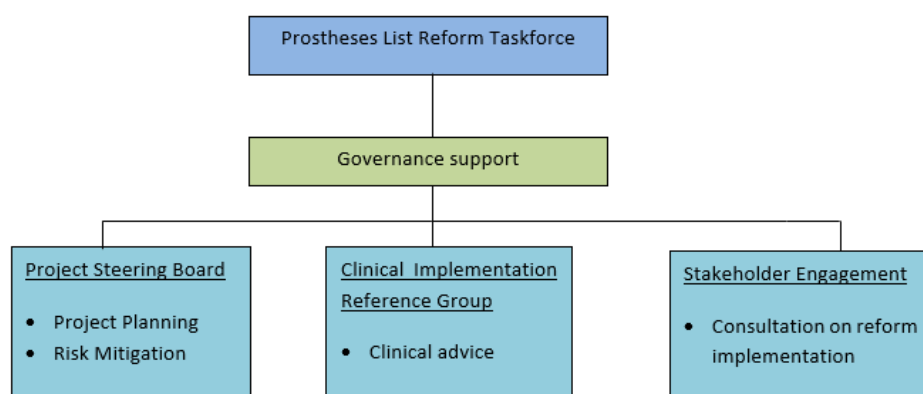 Prostheses List Reform Taskforce
Governance support
Project Steering Board
• Project Planning
• Risk Mitigation
Clinical Implementation
Reference Group
• Clinical advice
Stakeholder Engagement
• Consultation on reform
implementation